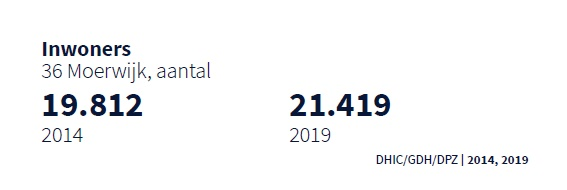 Inwoners
36 Moerwijk, aantal
19.812 21.419
2014 2019
DHIC/GDH/DPZ | 2014, 2019